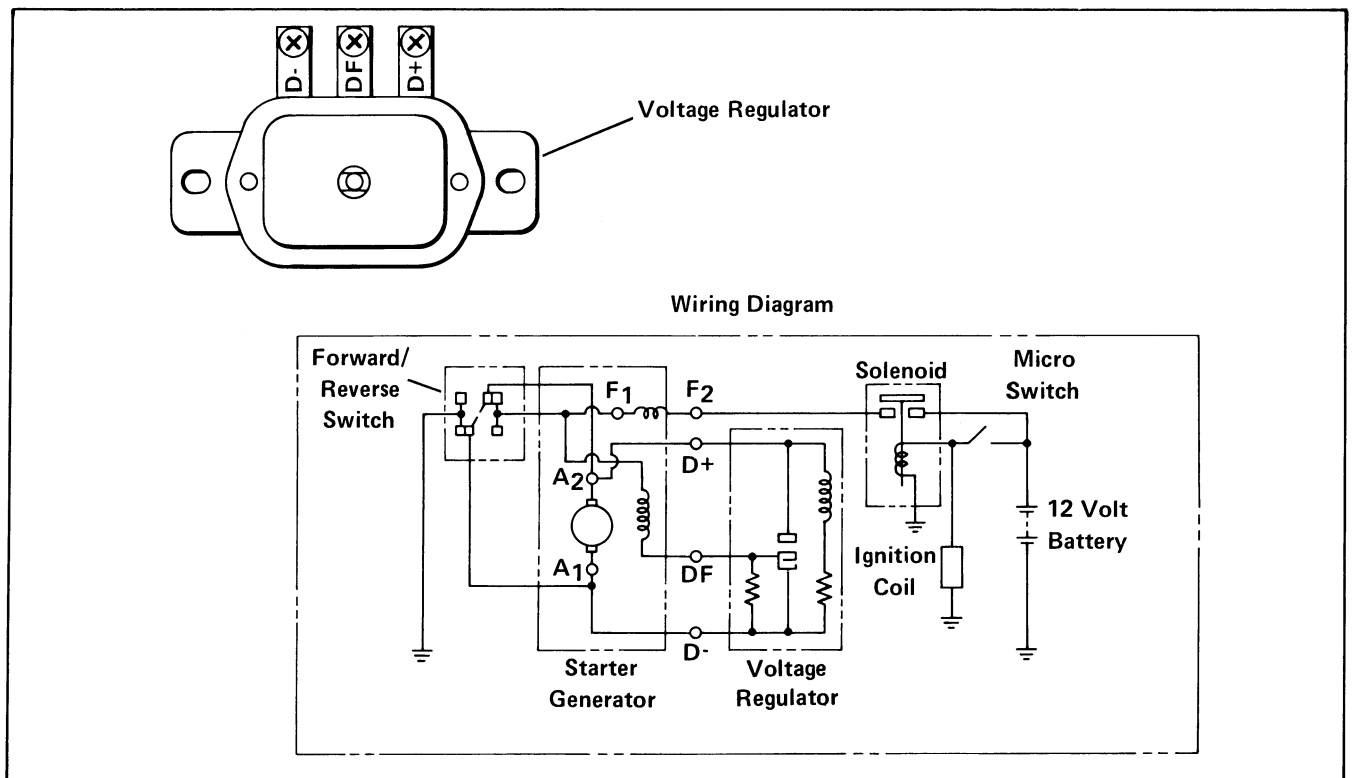 D-
DF
D+
Voltage Regulator
Wiring Diagram
Forward/
Reverse
Switch
F1
F2
Solenoid
Micro
Switch
D+
A2
12 Volt
Battery
A1
DF
Ignition
Coil
D-
Starter
Generator
Voltage
Regulator